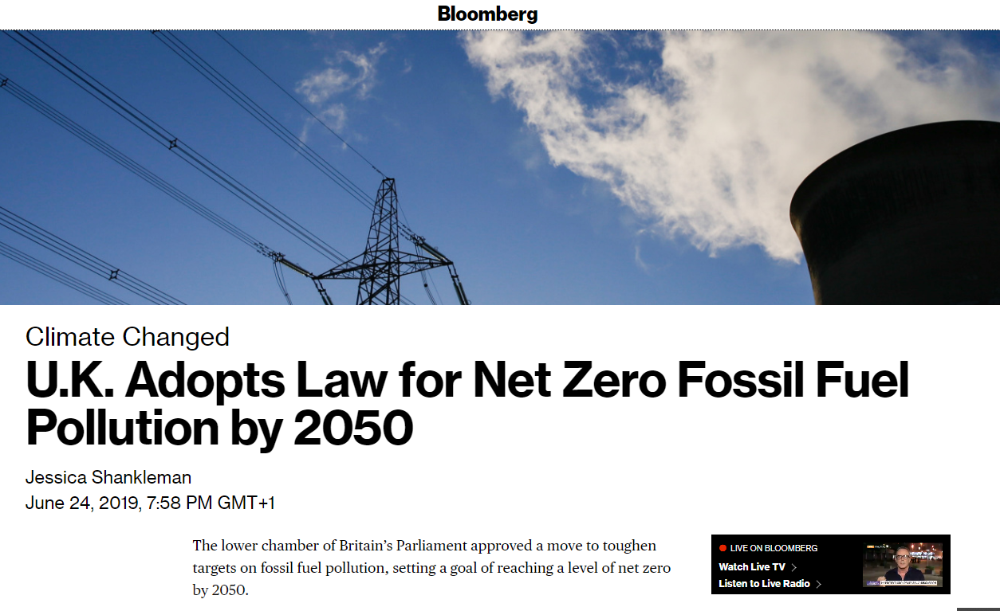 Bloomberg
Climate Changed
U.K. Adopts Law for Net Zero Fossil Fuel
Pollution by 2050
Jessica Shankleman
June 24, 2019, 7:58 PM GMT+1
The lower chamber of Britain’s Parliament approved a move to toughen
targets on fossil fuel pollution, setting a goal of reaching a level of net zero
by 2050.
LIVE ON BLOOMBERG
Watch Live TV
Listen to Live Radio